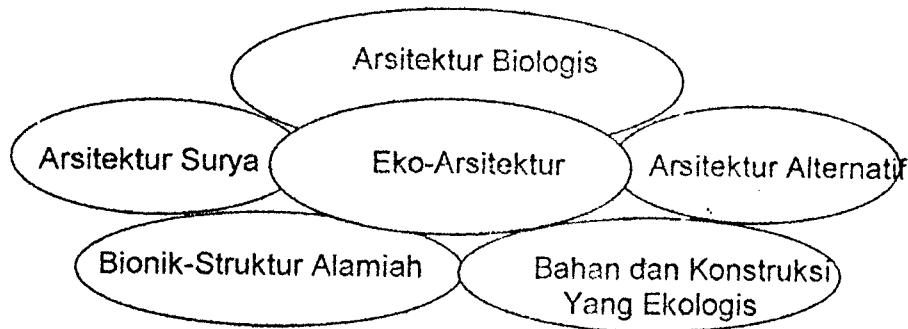 Arsitektur Biologis
Arsitektur Surya
Eko-Arsitektur
Arsitektur Alternatif
Bionik-Struktur Alamiah
Bahan dan Konstruksi
Yang Ekologis